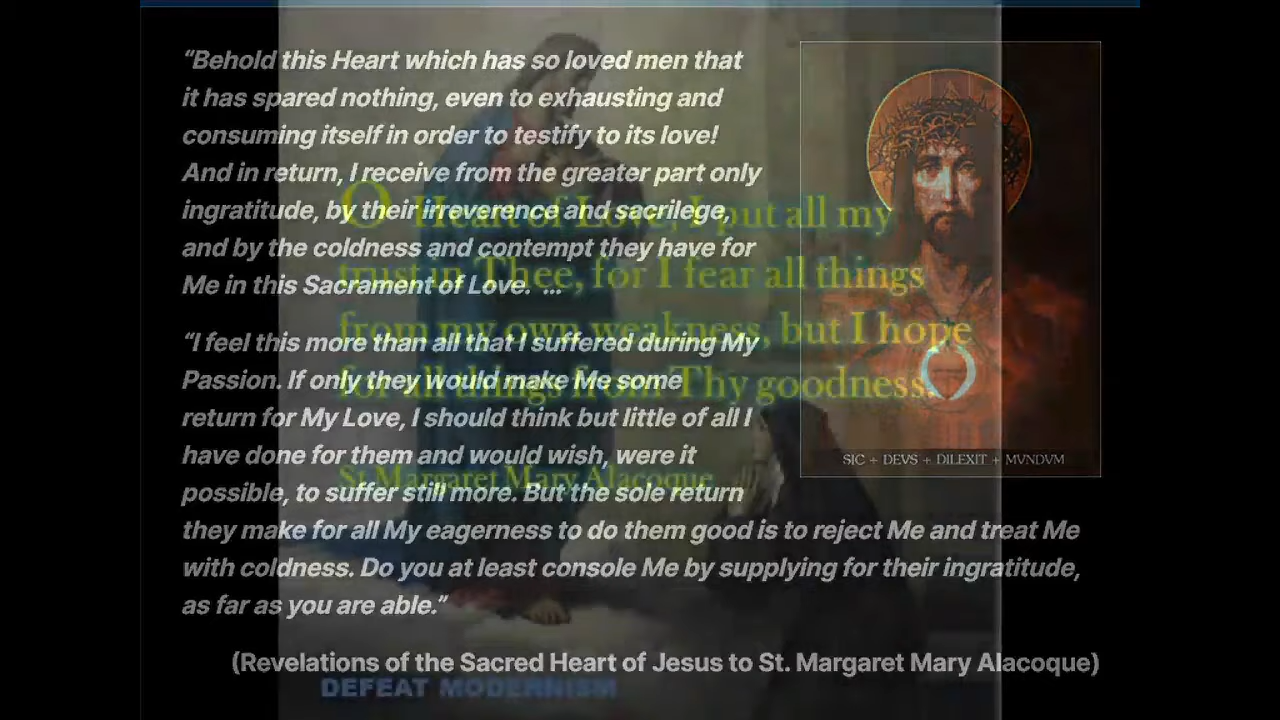 “Behold this Heart which has so loved men that
it has spared nothing, even to exhausting and
consuming itself in order to testify to its love!
And in return, I receive from the greater part only
ingratitude, by their irreverence and sacrilege,
and by the coldness and contempt they have for
Me in this Sacrament of Love.  ...
“I feel this more than all that I suffered during My
Passion. If only they would make Me some
return for My Love, I should think but little of all I
have done for them and would wish, were it
possible, to suffer still more. But the sole return
they make for all My eagerness to do them good is to reject Me and treat Me
with coldness. Do you at least console Me by supplying for their ingratitude,
as far as you are able.”
(Revelations of the Sacred Heart of Jesus to St. Margaret Mary Alacoque)
O Heart of Love, I put all my
trust in Thee, for I fear all things
from my own weakness, but I hope
for all things from Thy goodness.
St Margaret Mary Alacoque
SIC + DEVS + DILEXIT + MVNDVM
DEFEAT MODERNISM